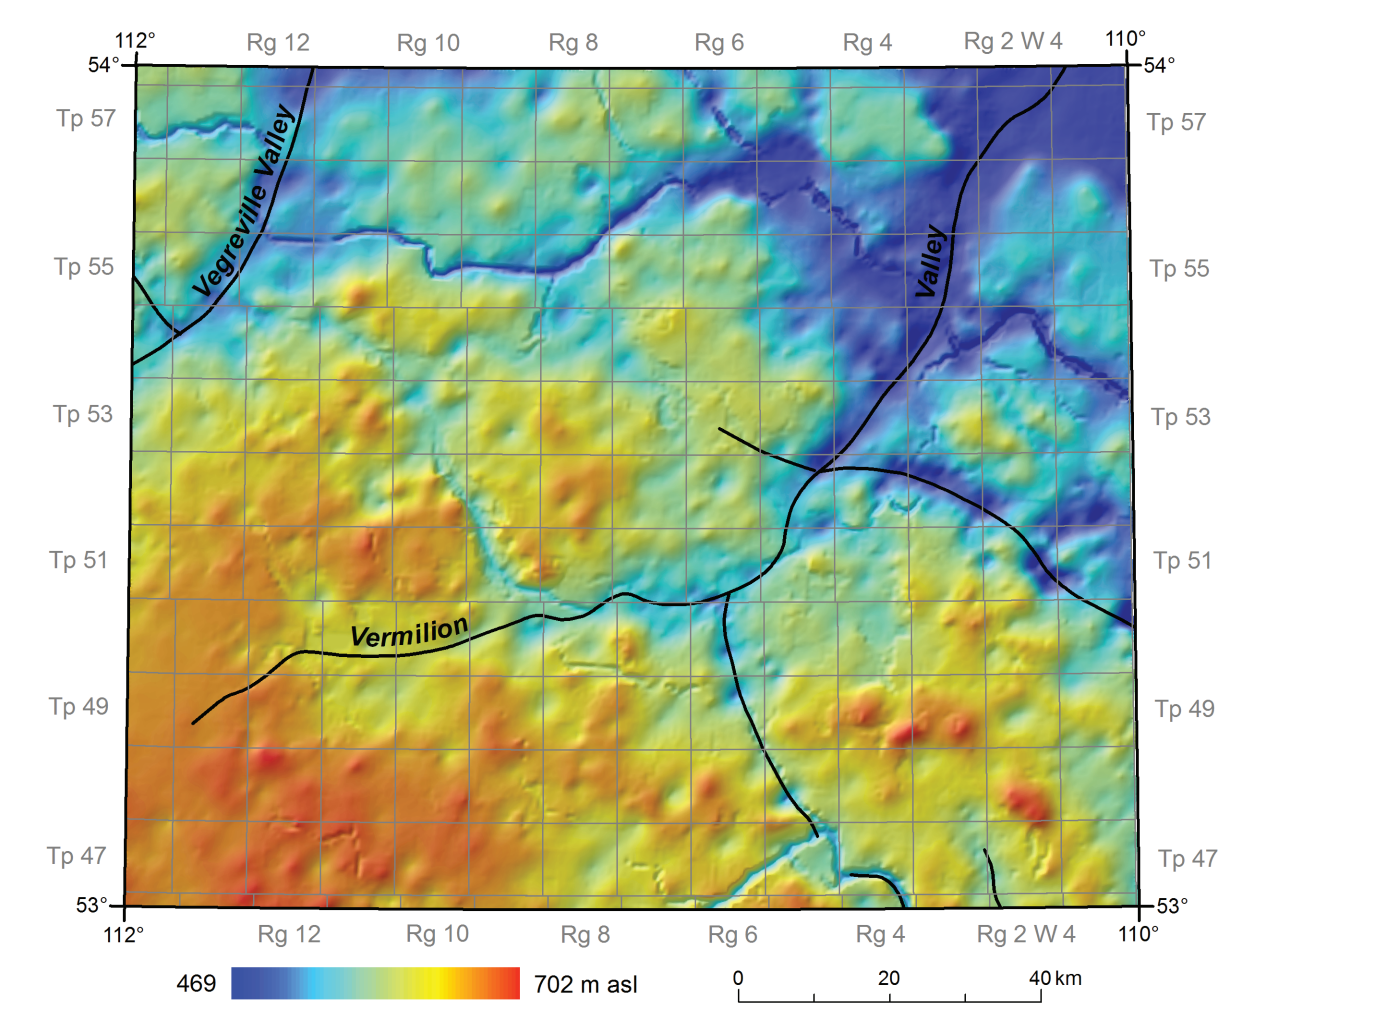 112° Rg 12 Rg 10 Rg 8 Rg 6 Rg 4 Rg 2 W 4 110°
54° 54°
Tp 57 Tp 57
Vegreville Valley
Valley
Tp 55 Tp 55
Tp 53 Tp 53
Tp 51 Tp 51
Vermilion
Tp 49 Tp 49
Tp 47 Tp 47
53° 53°
112° Rg 12 Rg 10 Rg 8 Rg 6 Rg 4 Rg 2 W 4 110°
469 702 m asl
0 20 40 km